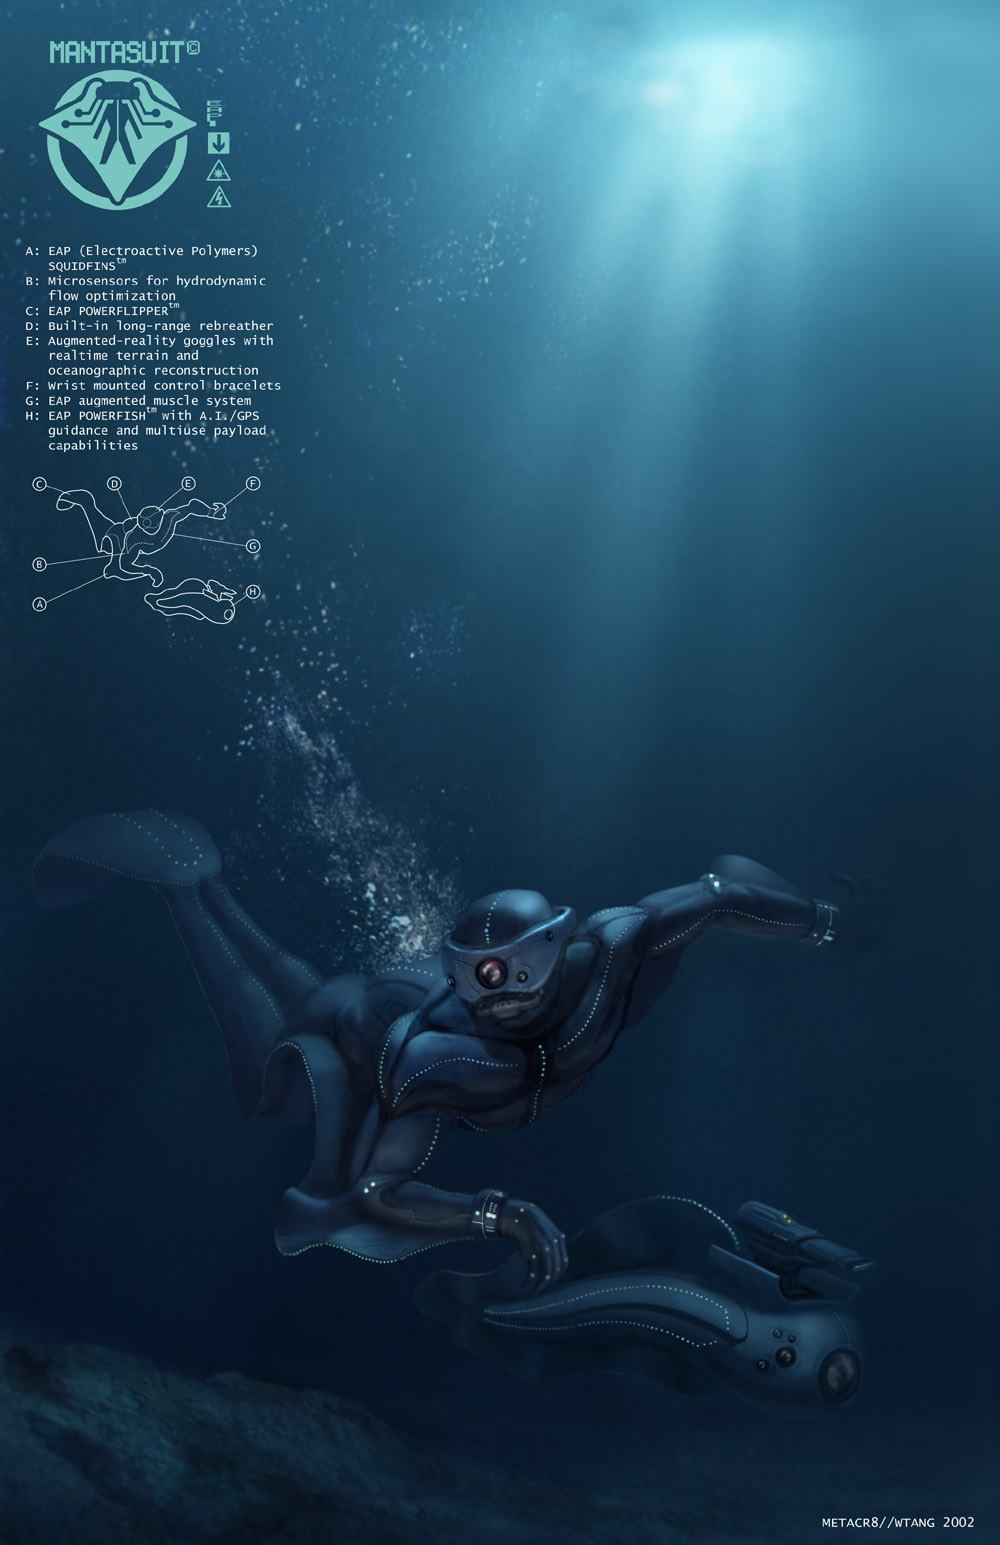 MANTASUIT©
A: EAP (Electroactive Polymers)
SQUIDFINS™
B: Microsensors for hydrodynamic
flow optimization
C: EAP POWERFLIPPER™
D: Built-in long-range rebreather
E: Augmented-reality goggles with
realtime terrain and
oceanographic reconstruction
F: Wrist mounted control bracelets
G: EAP augmented muscle system
H: EAP POWERFISH™ with A.I./GPS
guidance and multiuse payload
capabilities
C D E F
G
B
H
A
METACR8//WTANG 2002